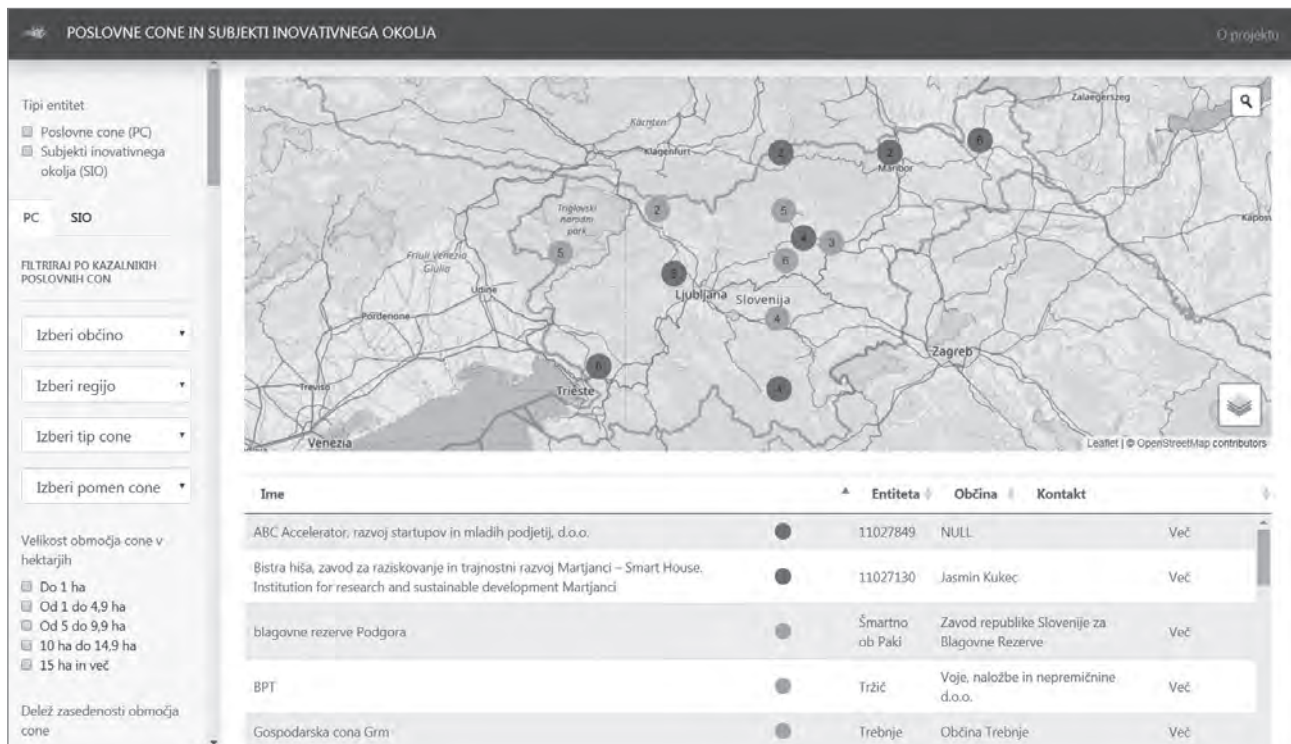 POSLOVNE CONE IN SUBJEKTI INOVATIVNEGA OKOLJA
O projektu
Tipi entitet
Poslovne cone (PC)
Subjekti inovativnega
okolja (SIO)
PC SIO
FILTRIRAJ PO KAZALNIKIH
POSLOVNIH CON
Izberi občino
Izberi regijo
Izberi tip cone
Izberi pomen cone
Velikost območja cone v
hektarjih
Do 1 ha
Od 1 do 4,9 ha
Od 5 do 9,9 ha
10 ha do 14,9 ha
15 ha in več
Delež zasedenosti območja
cone
Zalaegerszeg
Kärnten
Klagenfurt
2
2
6
Maribor
Triglavski
narodni
park
2
5
Kaposv
4
3
5
6
Friuli Venezia
Giulia
Udine
Ljubljana
Slovenija
Pordenone
4
Zagreb
Treviso
Trieste
4
Venezia
Leaflet | © OpenStreetMap contributors
Ime Entiteta Občina Kontakt
ABC Accelerator, razvoj startupov in mladih podjetij, d.o.o. 11027849 NULL Več
Bistra hiša, zavod za raziskovanje in trajnostni razvoj Martjanci – Smart House.
Institution for research and sustainable development Martjanci 11027130 Jasmin Kukec Več
blagovne rezerve Podgora Šmartno
ob Paki Zavod republike Slovenije za
Blagovne Rezerve Več
BPT Tržič Voje, naložbe in nepremičnine
d.o.o. Več
Gospodarska cona Grm Trebnje Občina Trebnje Več